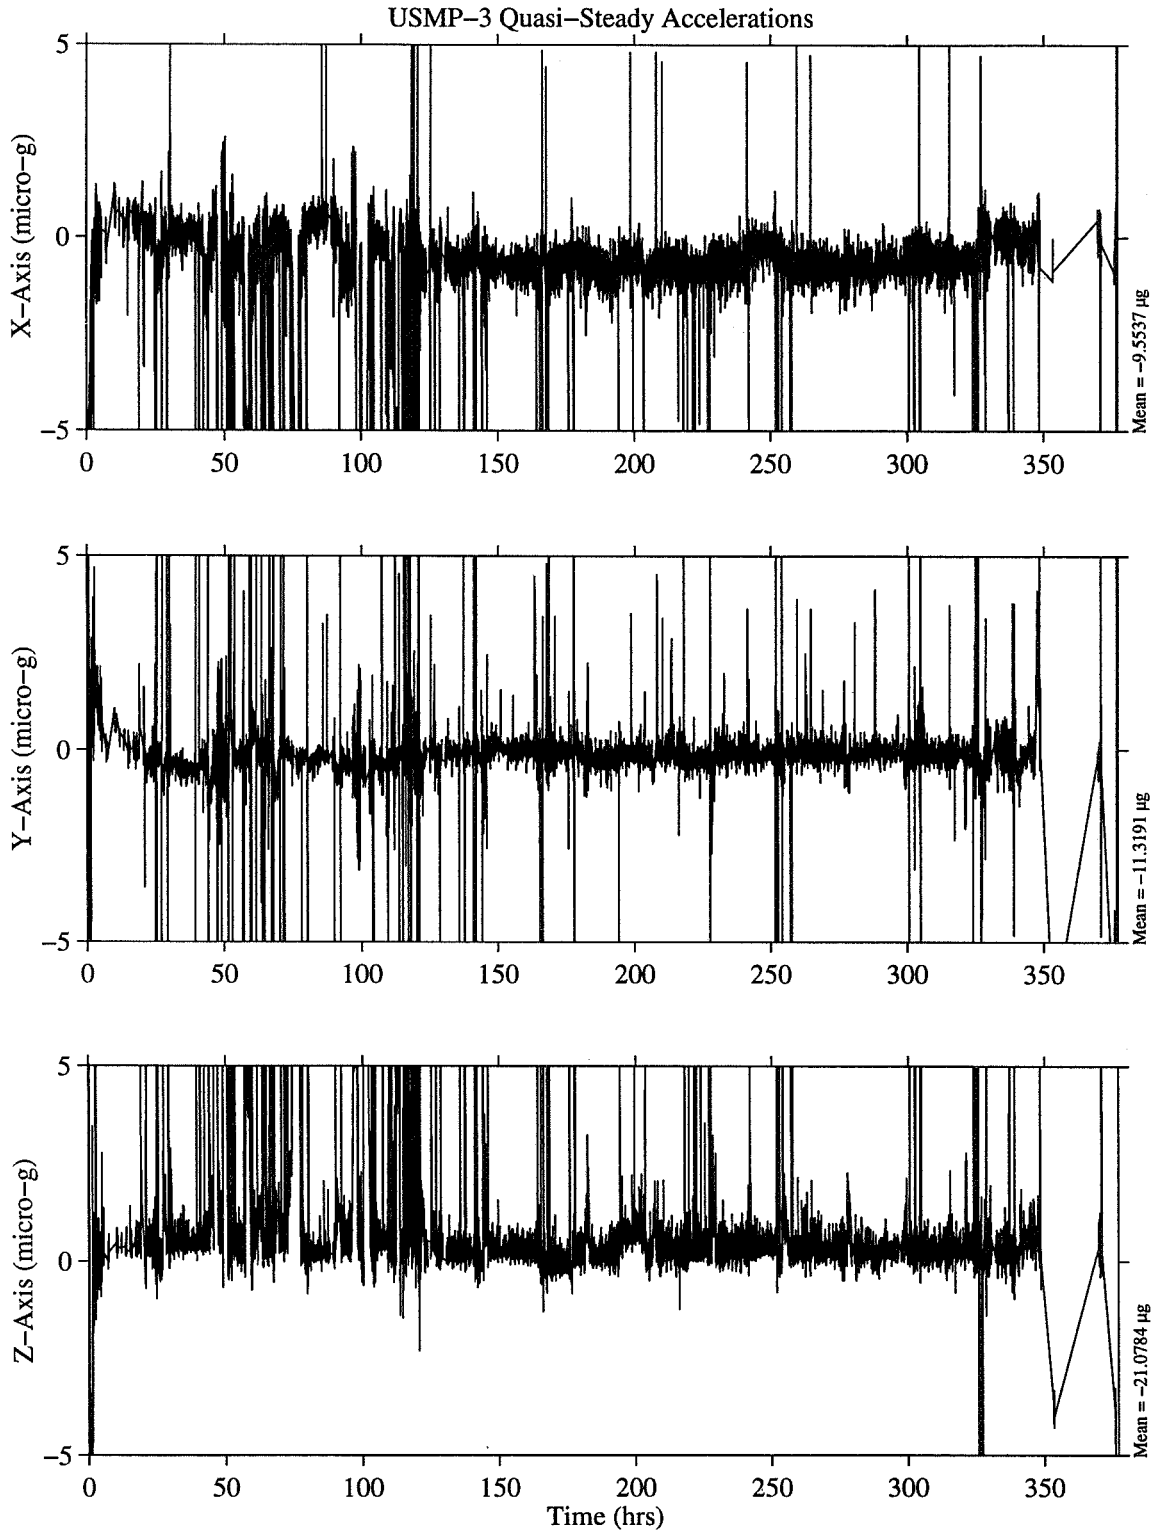 USMP−3 Quasi−Steady Accelerations
5
0
−5
X−Axis (micro−g)
Mean = −9.5537 µg
0 50 100 150 200 250 300 350
5
0
−5
Y−Axis (micro−g)
Mean = −11.3191 µg
0 50 100 150 200 250 300 350
5
0
−5
Z−Axis (micro−g)
Mean = −21.0784 µg
0 50 100 150 200 250 300 350
Time (hrs)